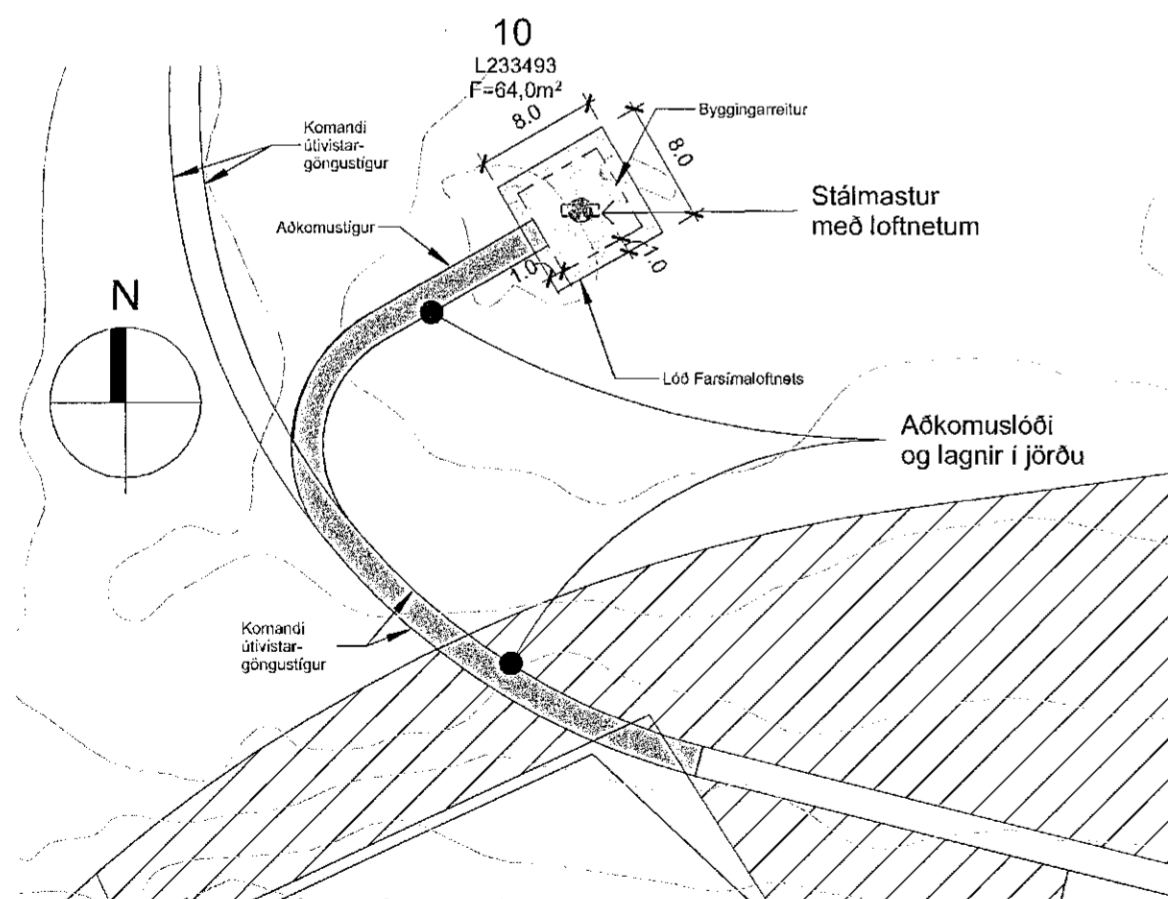 10
L233493
F=64,0m²
8.0
8.0
Byggingarreitur
Komandi
útivistar-
göngustígur
Stálmastur
með loftnetum
Aðkomustígur
1.0
1.0
N
Lóð Farsímaloftnets
Aðkomuslóði
og lagnir í jörðu
Komandi
útivistar-
göngustígur